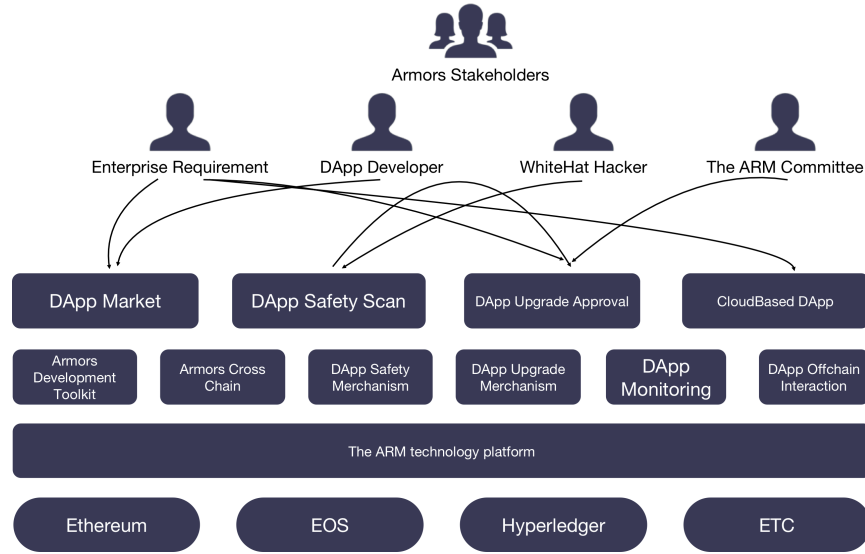 Armors Stakeholders
Enterprise Requirement
DApp Developer
WhiteHat Hacker
The ARM Committee
DApp Market
DApp Safety Scan
DApp Upgrade Approval
CloudBased DApp
Armors
Development
Toolkit
Armors Cross
Chain
DApp Safety
Merchanism
DApp Upgrade
Merchanism
DApp
Monitoring
DApp Offchain
Interaction
The ARM technology platform
Ethereum
EOS
Hyperledger
ETC